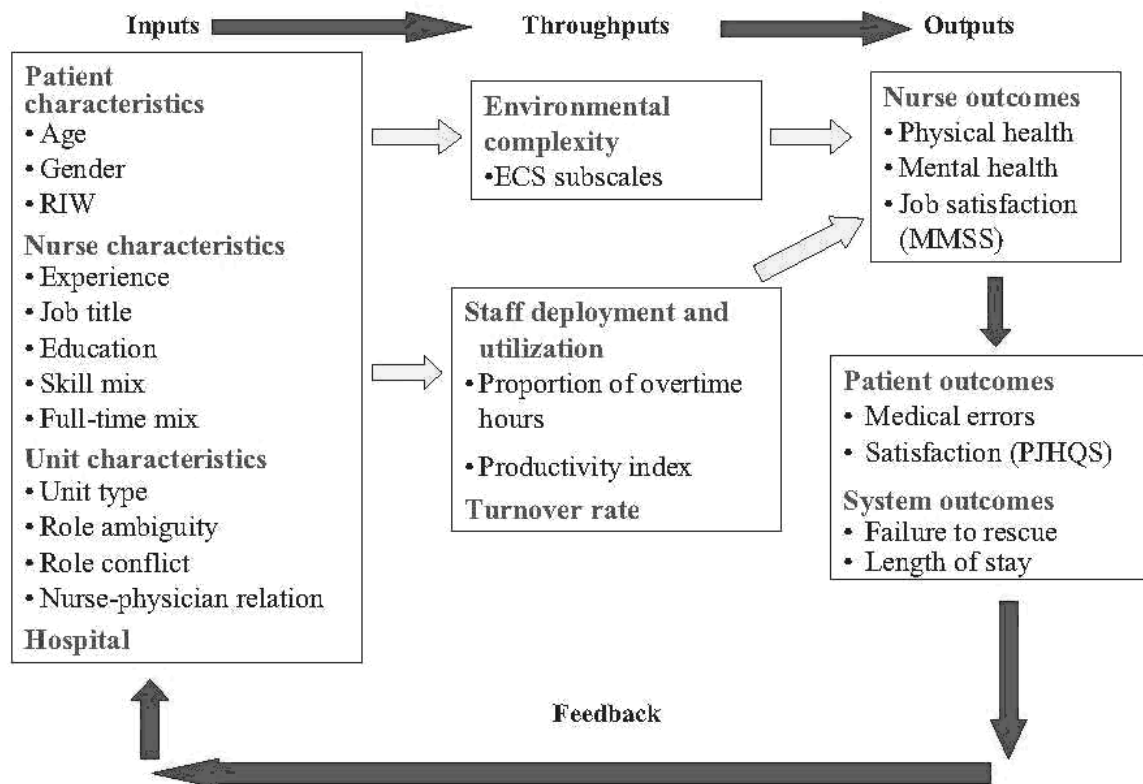 Inputs
Throughputs
Outputs
Patient
characteristics
• Age
• Gender
• RIW
Nurse characteristics
• Experience
• Job title
• Education
• Skill mix
• Full-time mix
Unit characteristics
• Unit type
• Role ambiguity
• Role conflict
• Nurse-physician relation
Hospital
Environmental
complexity
•ECS subscales
Staff deployment and
utilization
• Proportion of overtime
hours
• Productivity index
Turnover rate
Nurse outcomes
• Physical health
• Mental health
• Job satisfaction
(MMSS)
Patient outcomes
• Medical errors
• Satisfaction (PJHQS)
System outcomes
• Failure to rescue
• Length of stay
Feedback